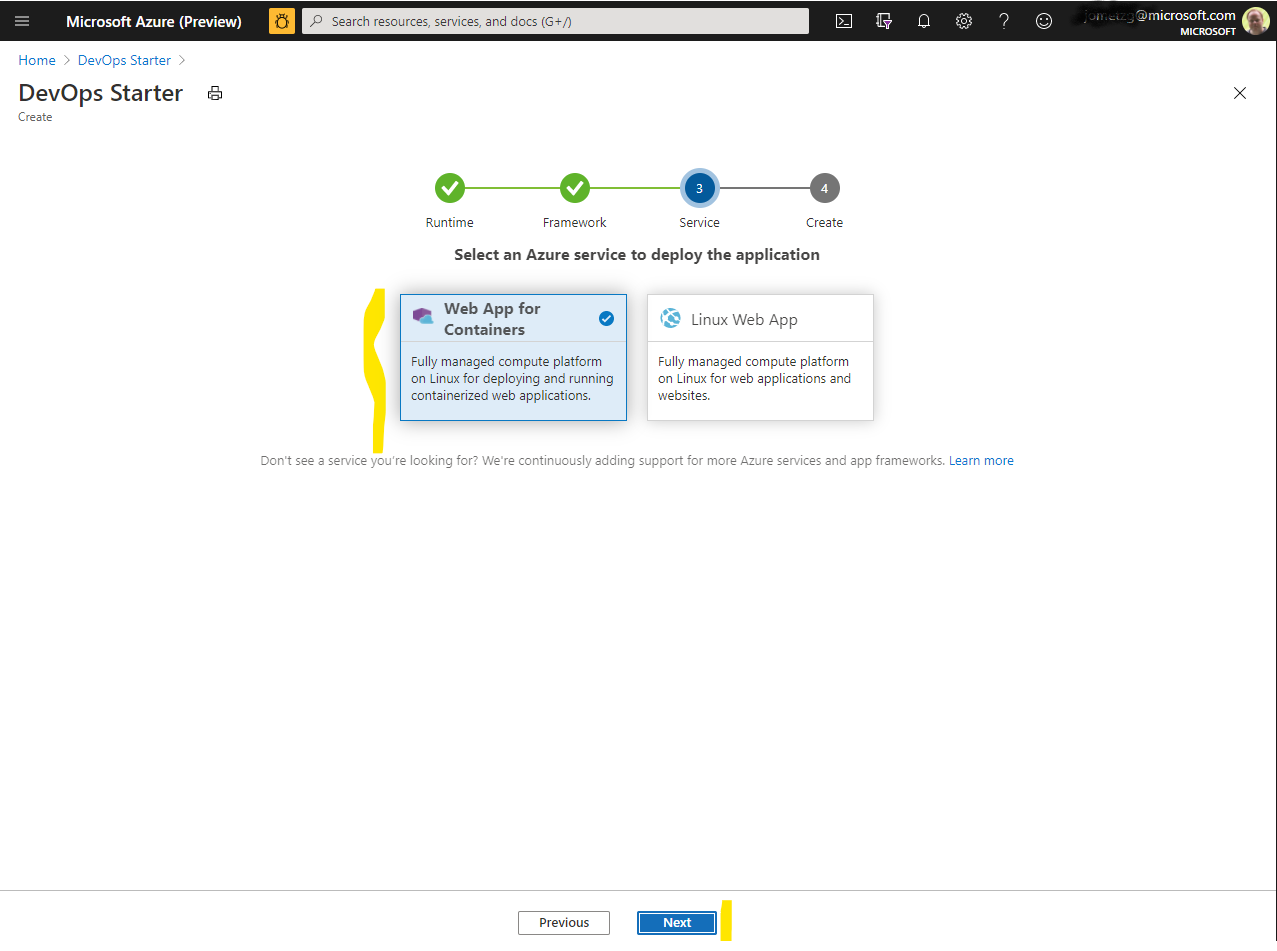 Microsoft Azure (Preview)
Search resources, services, and docs (G+/)
@microsoft.com
MICROSOFT
Home > DevOps Starter >
DevOps Starter
Create
3
4
Runtime
Framework
Service
Create
Select an Azure service to deploy the application
Web App for
Containers
Fully managed compute platform
on Linux for deploying and running
containerized web applications.
Linux Web App
Fully managed compute platform
on Linux for web applications and
websites.
Don't see a service you're looking for? We're continuously adding support for more Azure services and app frameworks. Learn more
Previous
Next